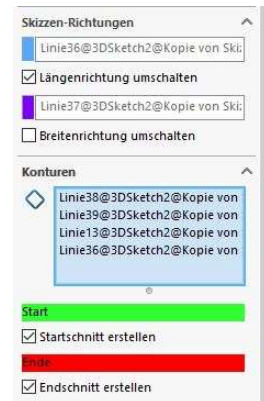 Skizzen-Richtungen
Linie36@3DSketch2@Kopie von Ski
Längenrichtung umschalten
Linie37@3DSketch2@Kopie von Ski
Breitenrichtung umschalten
Konturen
Linie38@3DSketch2@Kopie von
Linie39@3DSketch2@Kopie von
Linie13@3DSketch2@Kopie von
Linie36@3DSketch2@Kopie von
Start
Startschnitt erstellen
Ende
Endschnitt erstellen